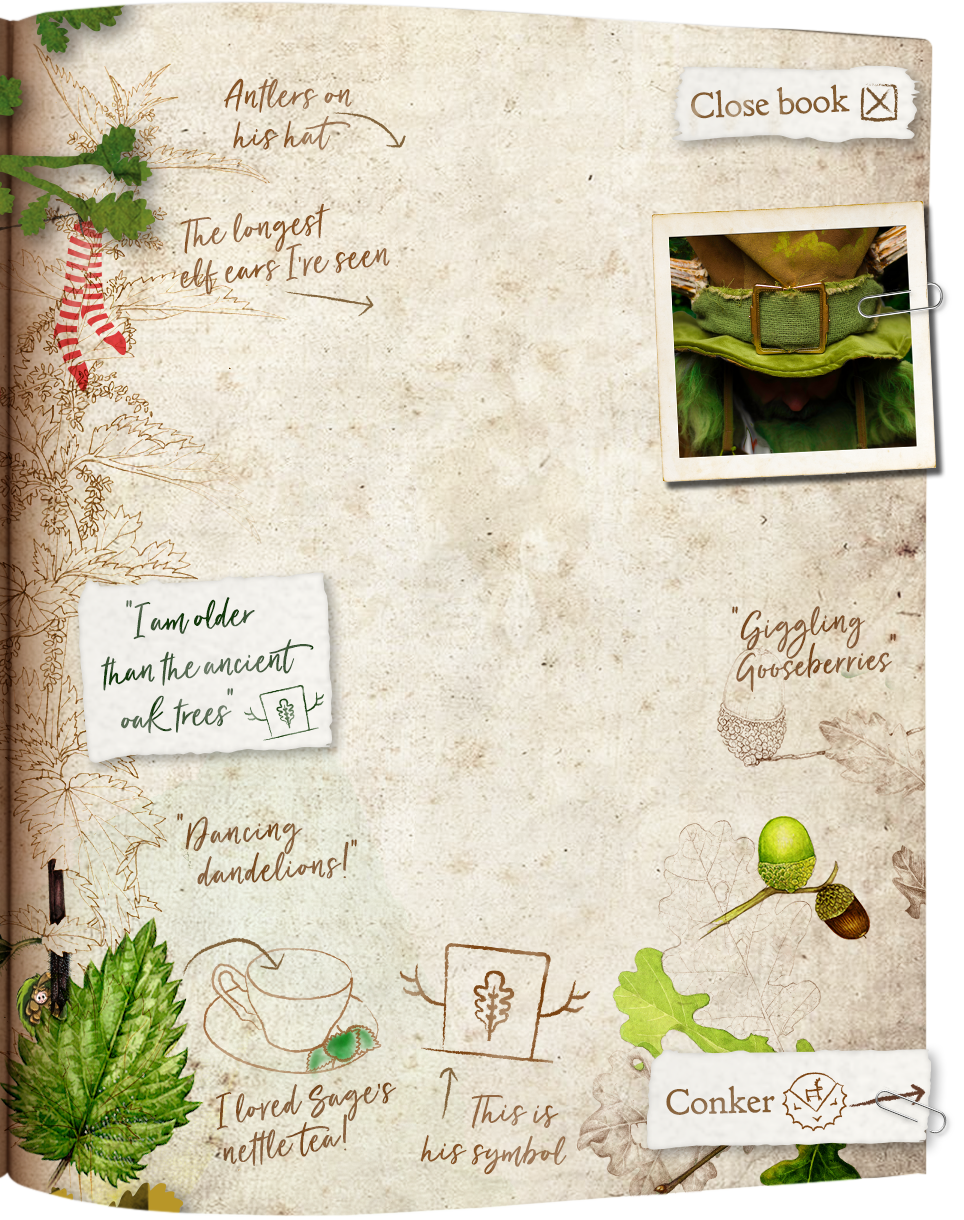 Antlers on
his hat
Close book
The longest
elf ears I've seen
"I am older
than the ancient
oak trees"
"Giggling
Gooseberries"
"Dancing
dandelions!"
I loved Sage's
nettle tea!
This is
his symbol
Conker